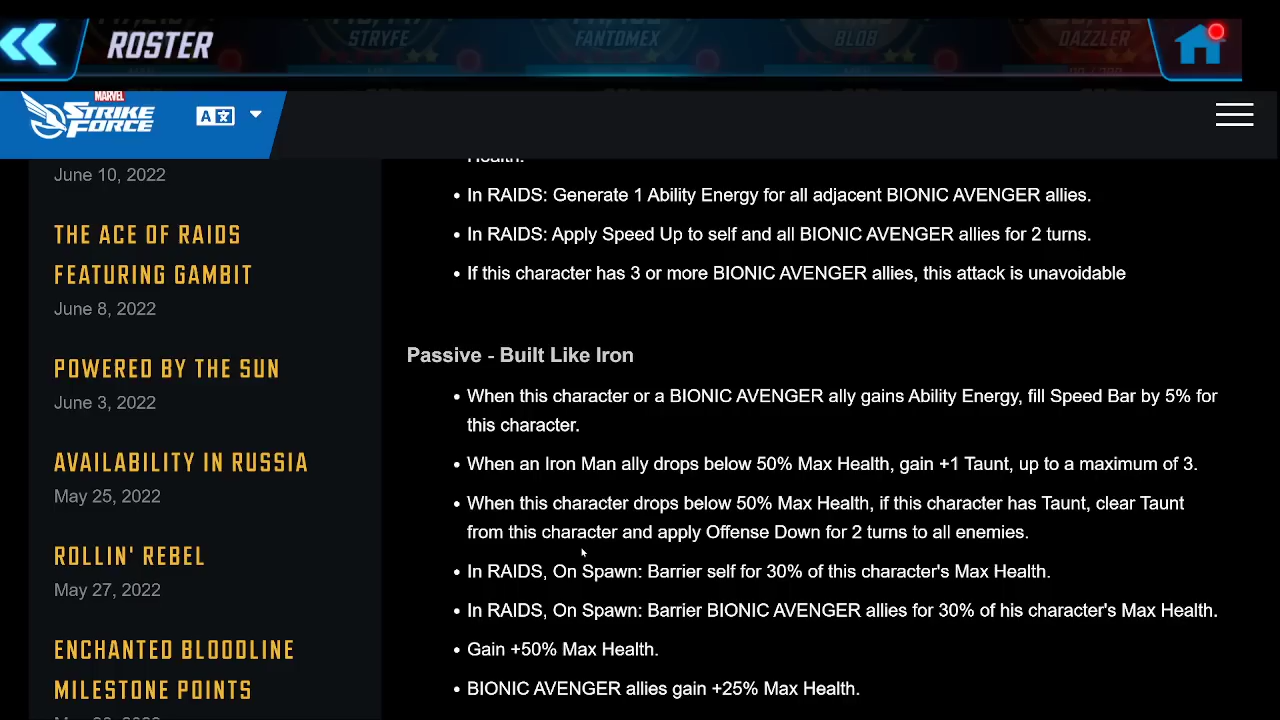 ROSTER
STRYFE
FANTOMEX
BLOB
DAZZLER
MARVEL
STRIKE
FORCE
June 10, 2022
THE ACE OF RAIDS
FEATURING GAMBIT
June 8, 2022
POWERED BY THE SUN
June 3, 2022
AVAILABILITY IN RUSSIA
May 25, 2022
ROLLIN' REBEL
May 27, 2022
ENCHANTED BLOODLINE
MILESTONE POINTS
Health.
• In RAIDS: Generate 1 Ability Energy for all adjacent BIONIC AVENGER allies.
• In RAIDS: Apply Speed Up to self and all BIONIC AVENGER allies for 2 turns.
• If this character has 3 or more BIONIC AVENGER allies, this attack is unavoidable
Passive - Built Like Iron
• When this character or a BIONIC AVENGER ally gains Ability Energy, fill Speed Bar by 5% for
this character.
• When an Iron Man ally drops below 50% Max Health, gain +1 Taunt, up to a maximum of 3.
• When this character drops below 50% Max Health, if this character has Taunt, clear Taunt
from this character and apply Offense Down for 2 turns to all enemies.
• In RAIDS, On Spawn: Barrier self for 30% of this character's Max Health.
• In RAIDS, On Spawn: Barrier BIONIC AVENGER allies for 30% of his character's Max Health.
• Gain +50% Max Health.
• BIONIC AVENGER allies gain +25% Max Health.